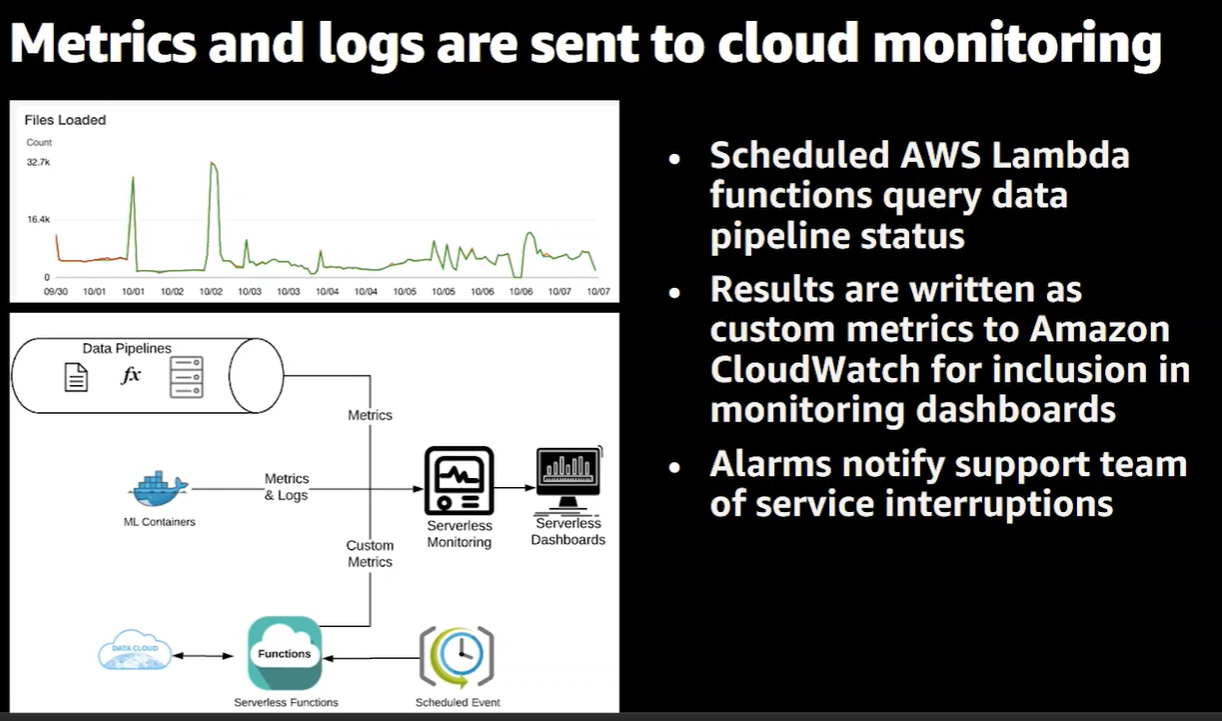 Metrics and logs are sent to cloud monitoring
Files Loaded
Count
32.7k
16.4k
0
09/30 10/01 10/01 10/02 10/02 10/03 10/03 10/04 10/04 10/05 10/05 10/06 10/06 10/07 10/07
Data Pipelines
fx
Metrics
Metrics
& Logs
ML Containers
Serverless
Monitoring
Serverless
Dashboards
Custom
Metrics
DATA CLOUD
Functions
Serverless Functions
Scheduled Event
• Scheduled AWS Lambda
functions query data
pipeline status
• Results are written as
custom metrics to Amazon
CloudWatch for inclusion in
monitoring dashboards
• Alarms notify support team
of service interruptions